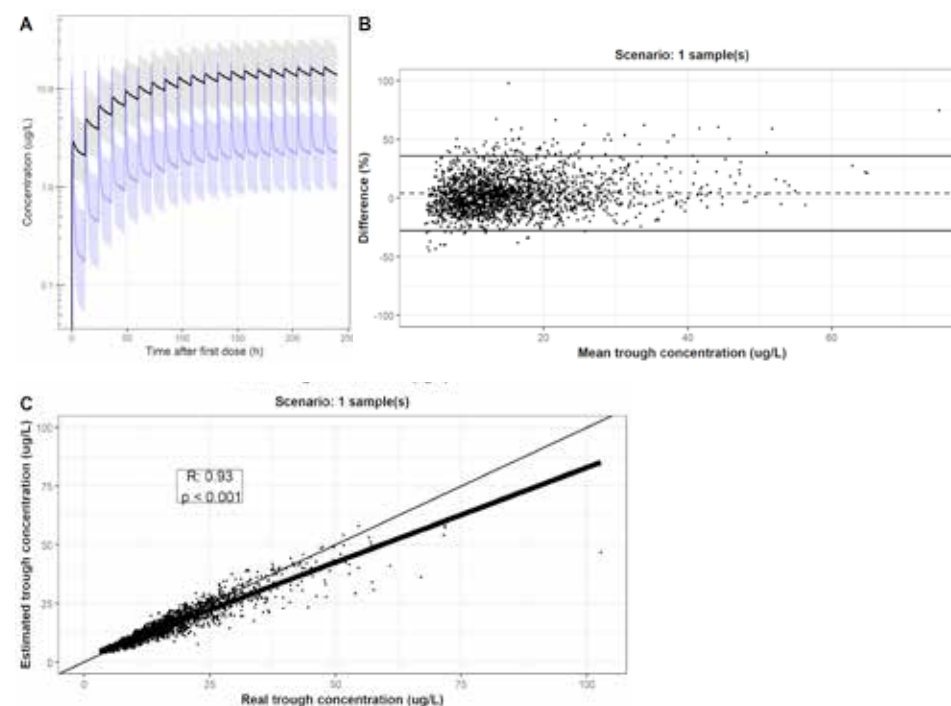 A
Concentration (ug/L)
10.0
1.0
0.1
0
50
100
150
200
250
Time after first dose (h)
B
Scenario: 1 sample(s)
Difference (%)
100
50
0
-50
-100
20
40
60
Mean trough concentration (ug/L)
C
Scenario: 1 sample(s)
R: 0.93
p < 0.001
Estimated trough concentration (ug/L)
100
75
50
25
0
0
25
50
75
100
Real trough concentration (ug/L)